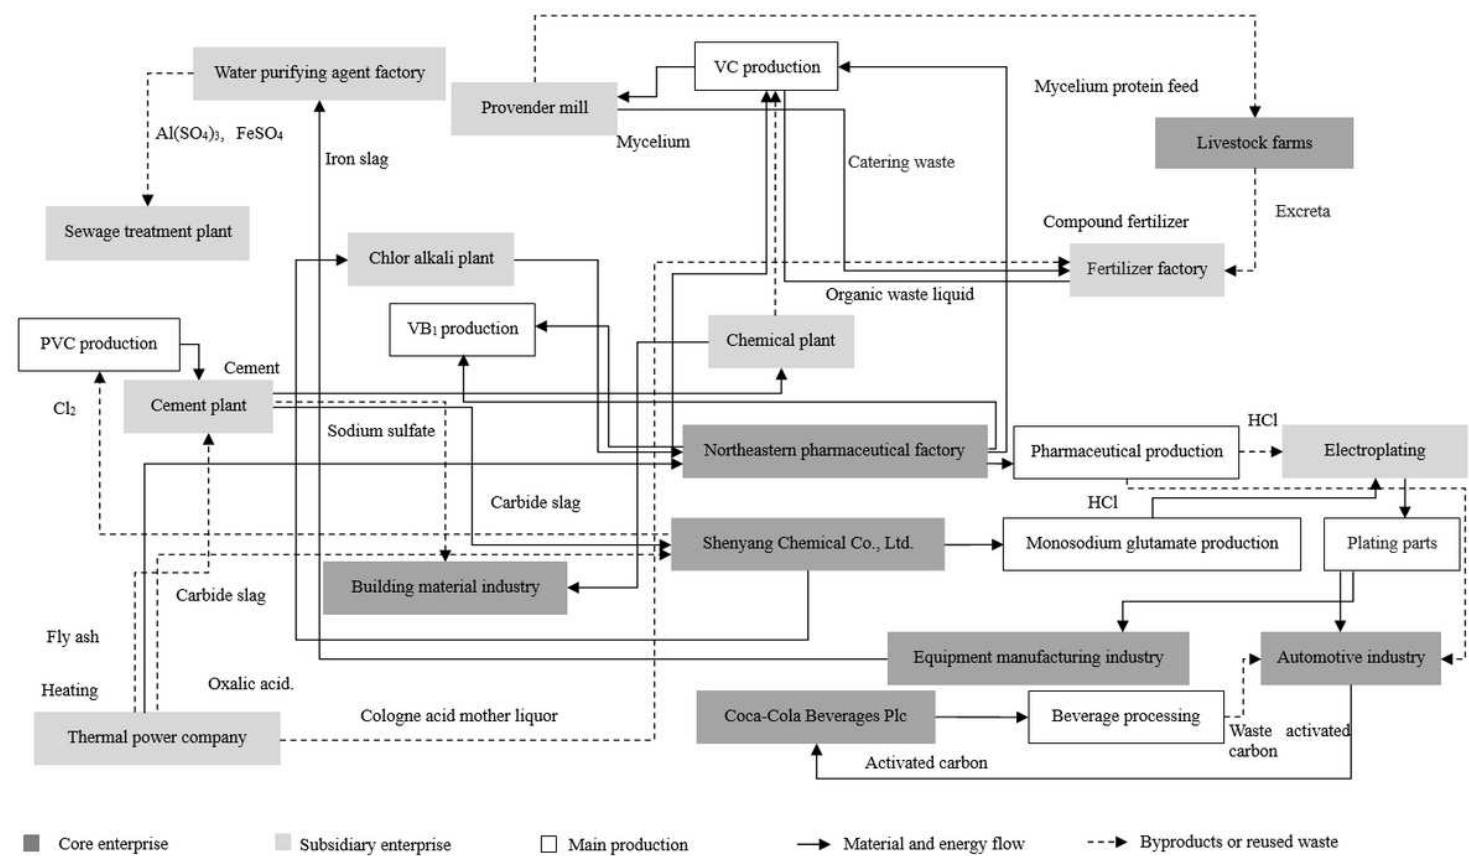 Water purifying agent factory
VC production
Provender mill
Mycelium protein feed
Al(SO₄)₃, FeSO₄
Mycelium
Livestock farms
Iron slag
Catering waste
Sewage treatment plant
Compound fertilizer
Excreta
Chlor alkali plant
Fertilizer factory
Organic waste liquid
PVC production
VB₁ production
Chemical plant
Cement
Cl₂
Cement plant
Sodium sulfate
HCl
Northeastern pharmaceutical factory
Pharmaceutical production
Electroplating
Carbide slag
HCl
Shenyang Chemical Co., Ltd.
Monosodium glutamate production
Plating parts
Building material industry
Carbide slag
Fly ash
Equipment manufacturing industry
Automotive industry
Heating
Oxalic acid.
Cologne acid mother liquor
Coca-Cola Beverages Plc
Beverage processing
Thermal power company
Waste activated
carbon
Activated carbon
Core enterprise
Subsidiary enterprise
Main production
Material and energy flow
Byproducts or reused waste